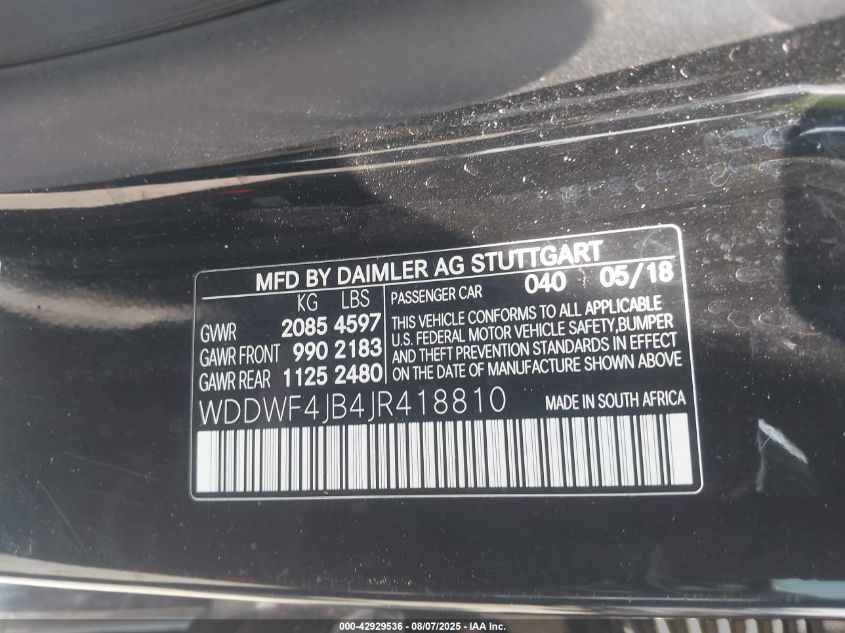 MFD BY DAIMLER AG STUTTGART
KG LBS
GVWR 2085 4597
GAWR FRONT 990 2183
GAWR REAR 1125 2480
PASSENGER CAR 040 05/18
THIS VEHICLE CONFORMS TO ALL APPLICABLE
U.S. FEDERAL MOTOR VEHICLE SAFETY,BUMPER
AND THEFT PREVENTION STANDARDS IN EFFECT
ON THE DATE OF MANUFACTURE SHOWN ABOVE
WDDWF4JB4JR418810 MADE IN SOUTH AFRICA
000-42929536 - 08/07/2025 - IAA Inc.